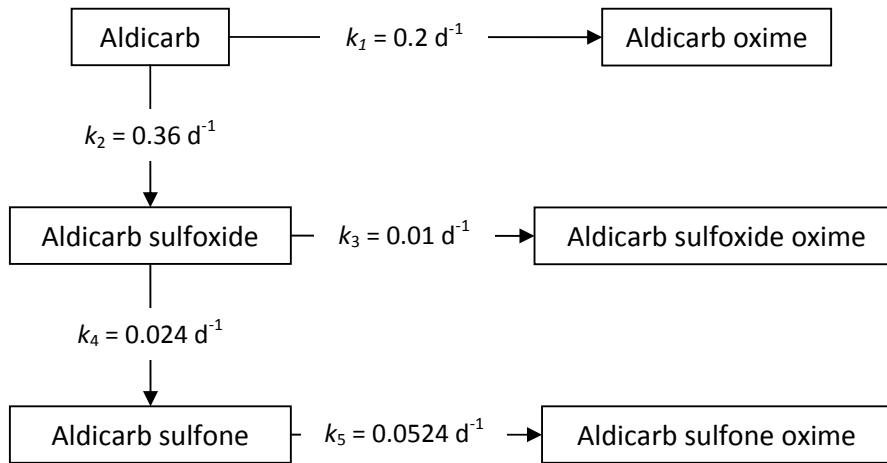 Aldicarb
k₁ = 0.2 d⁻¹
Aldicarb oxime
k₂ = 0.36 d⁻¹
Aldicarb sulfoxide
k₃ = 0.01 d⁻¹
Aldicarb sulfoxide oxime
k₄ = 0.024 d⁻¹
Aldicarb sulfone
k₅ = 0.0524 d⁻¹
Aldicarb sulfone oxime